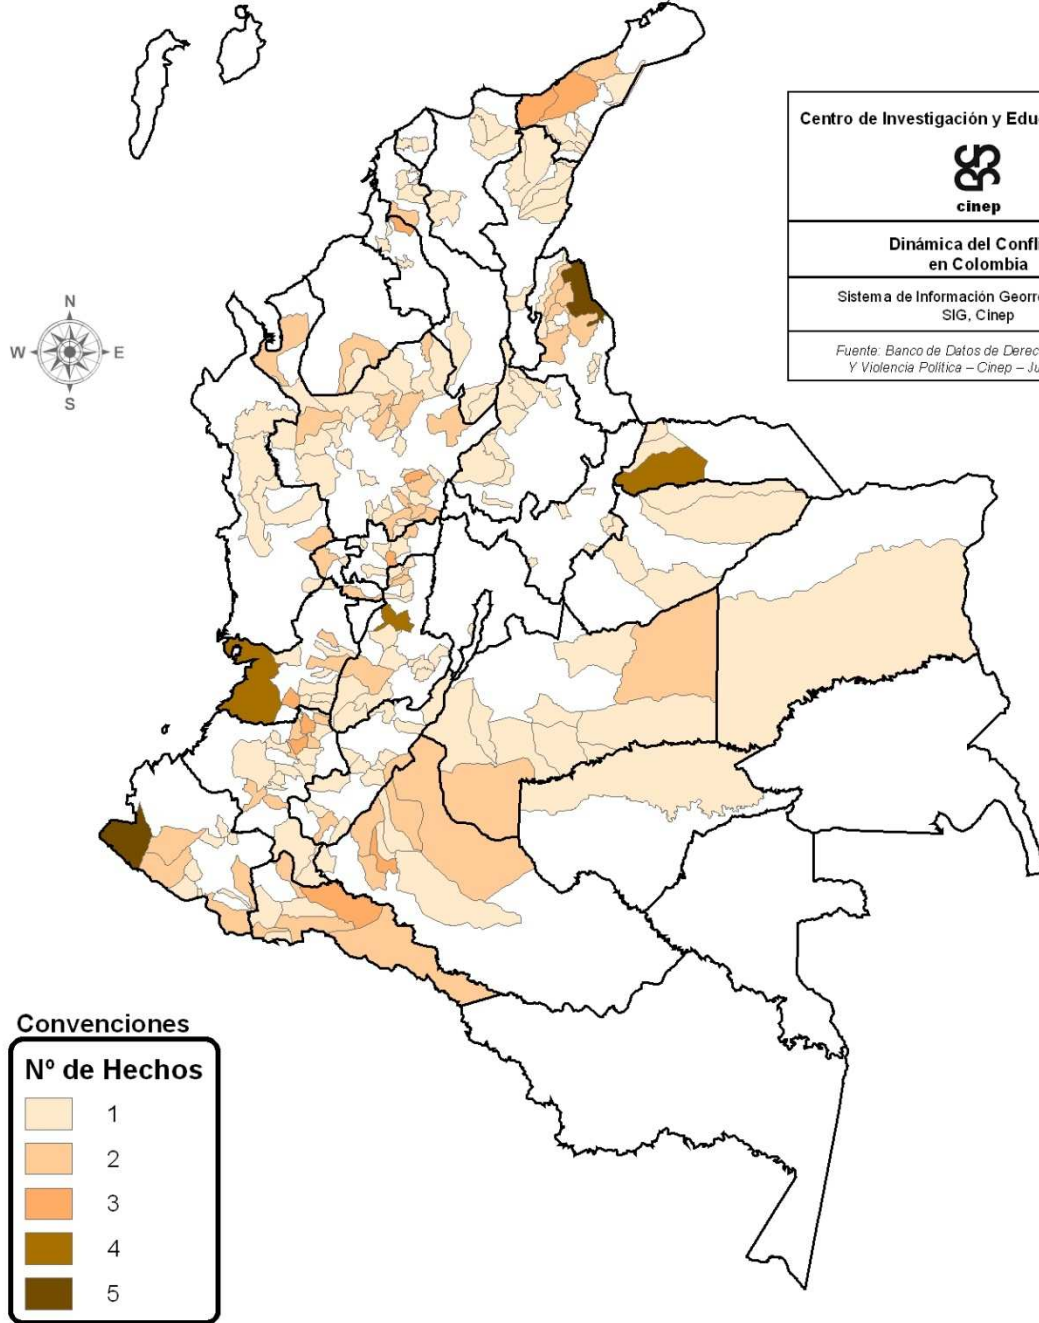 Centro de Investigación y Edu
cinep
Dinámica del Confl
en Colombia
Sistema de Información Georr
SIG, Cinep
Fuente: Banco de Datos de Derec
Y Violencia Política – Cinep – Ju
N
W
E
S
Convenciones
Nº de Hechos
1
2
3
4
5